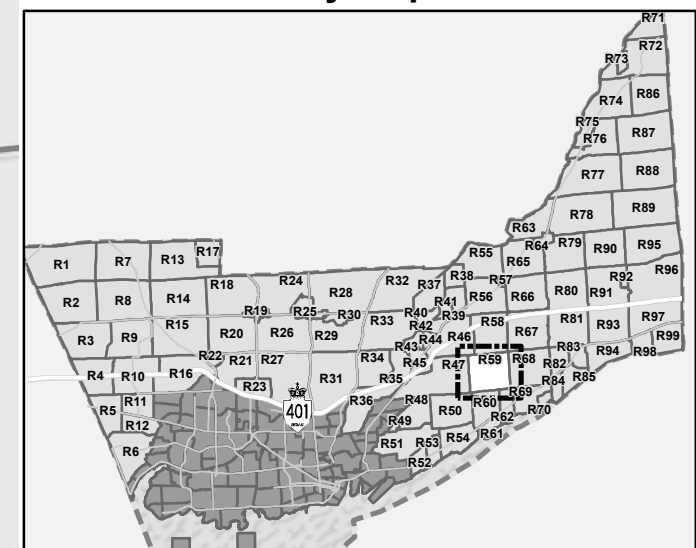 R71
R72
R73
R74 R86
R75
R76 R87
R77 R88
R78 R89
R63
R64 R79 R90 R95
R55 R65
R17
R1 R7 R13
R96
R38 R57 R92
R18 R24 R32 R37
R2 R8 R14 R28 R41 R56 R66 R80 R91
R19 R25 R30 R40 R39
R15 R33 R42 R58 R81 R93 R97
R3 R9 R20 R26 R29 R44 R46 R67 R99
R43 R83 R94 R98
R22 R21 R27 R34 R45 R47 R59 R68 R82
R4 R10 R16 R31 R35 R84 R85
R23 R69
R5 R11 R36 R48 R60 R70
401
R12 R49 R50 R62
R6 R51 R53 R54 R61
R52